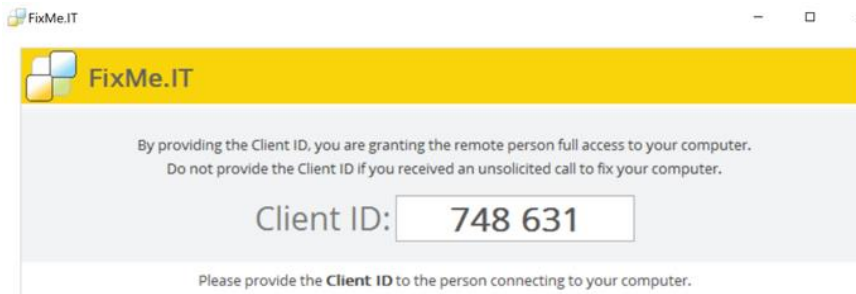 FixMe.IT
FixMe.IT
By providing the Client ID, you are granting the remote person full access to your computer.
Do not provide the Client ID if you received an unsolicited call to fix your computer.
Client ID: 748 631
Please provide the Client ID to the person connecting to your computer.